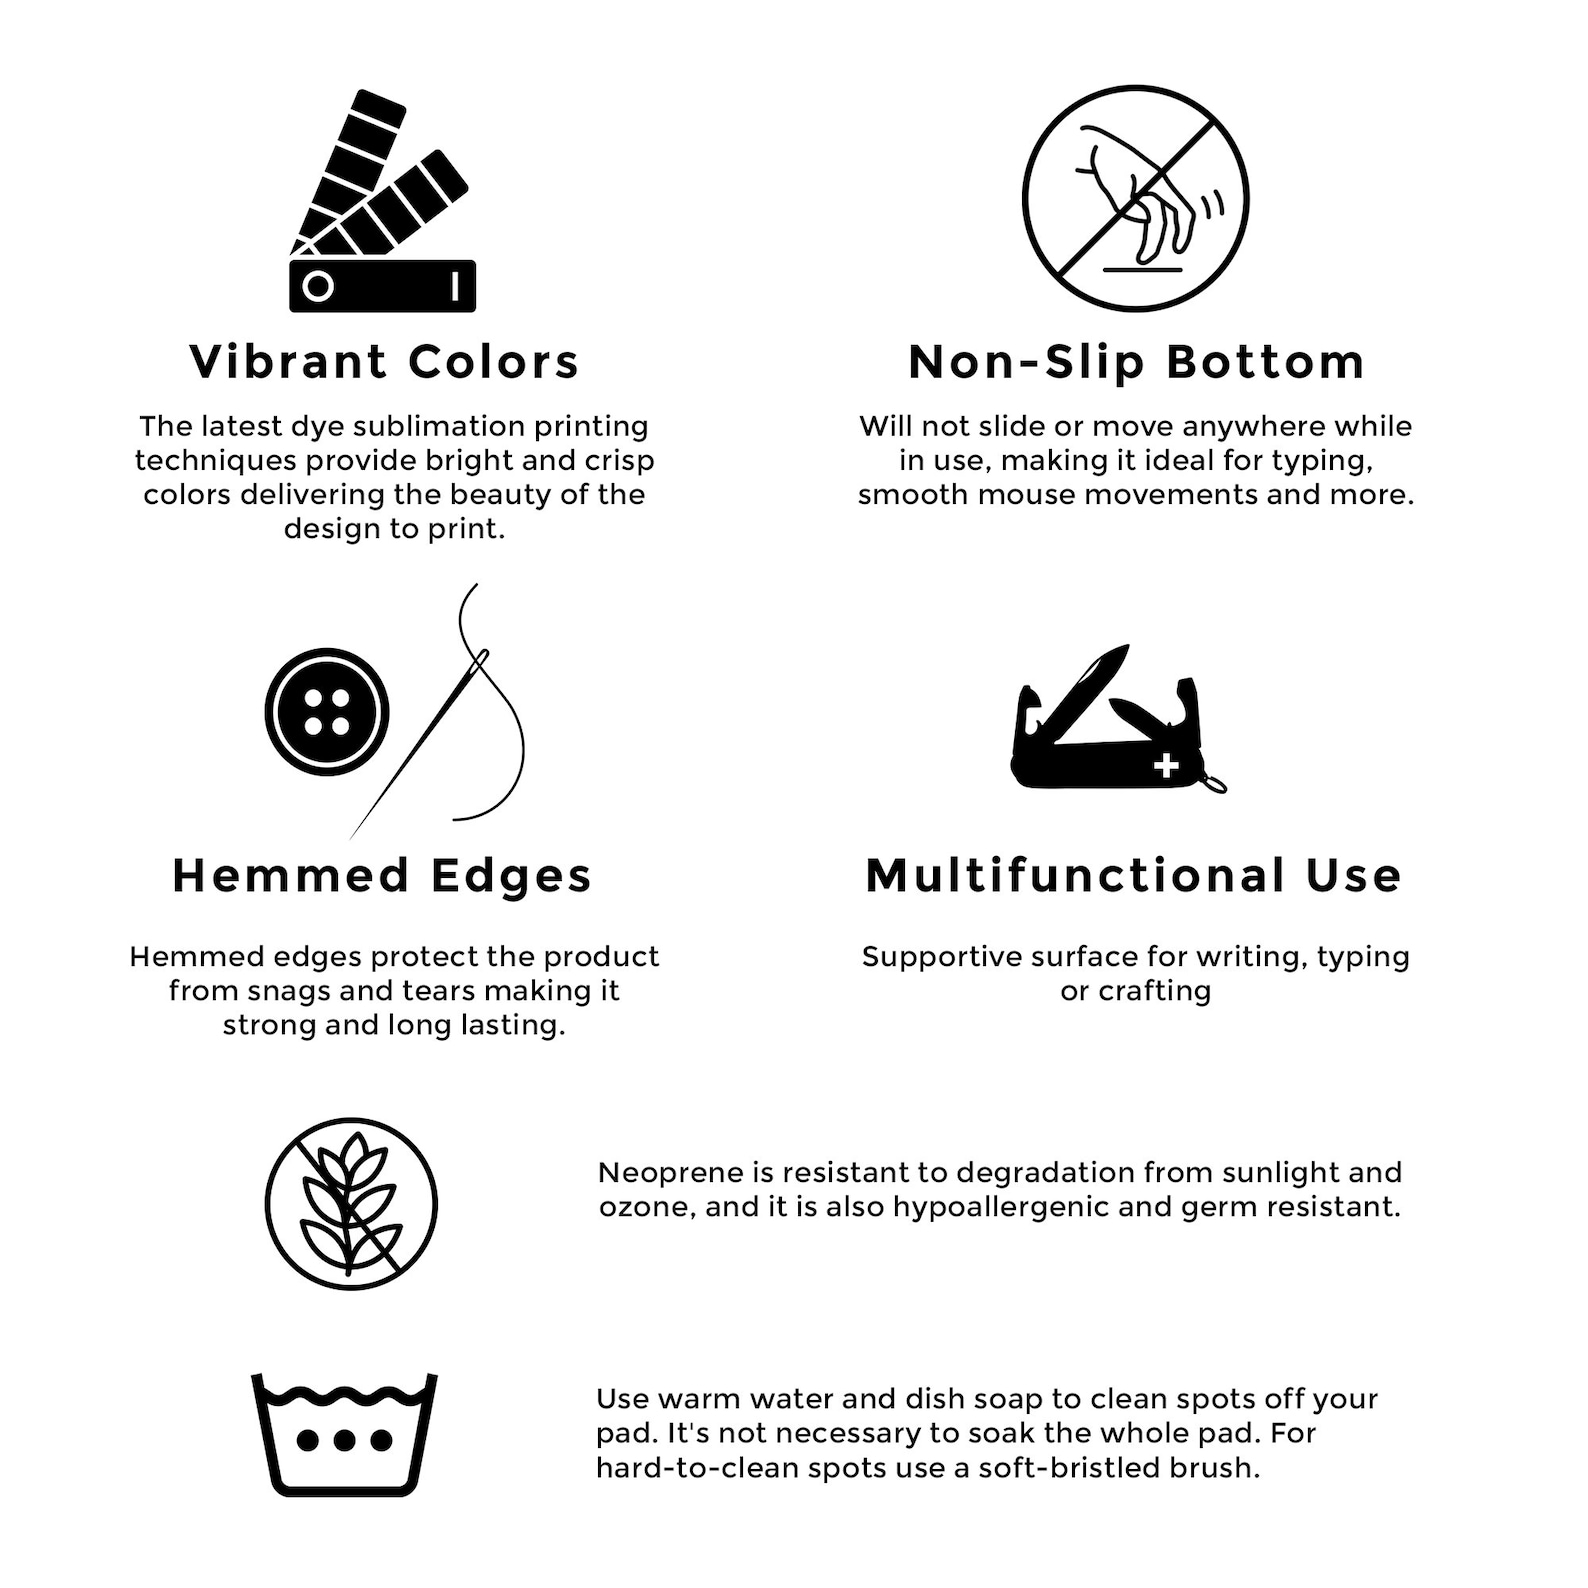 Vibrant Colors
The latest dye sublimation printing
techniques provide bright and crisp
colors delivering the beauty of the
design to print.
Non-Slip Bottom
Will not slide or move anywhere while
in use, making it ideal for typing,
smooth mouse movements and more.
Hemmed Edges
Hemmed edges protect the product
from snags and tears making it
strong and long lasting.
Multifunctional Use
Supportive surface for writing, typing
or crafting
Neoprene is resistant to degradation from sunlight and
ozone, and it is also hypoallergenic and germ resistant.
Use warm water and dish soap to clean spots off your
pad. It's not necessary to soak the whole pad. For
hard-to-clean spots use a soft-bristled brush.